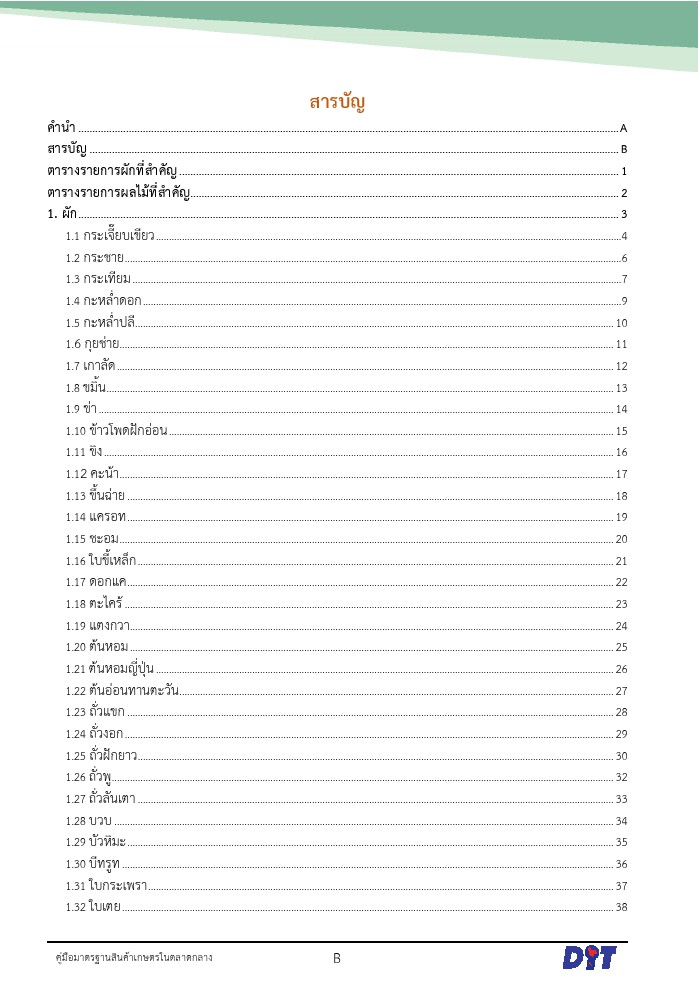 สารบัญ
คำนำ ........ A
สารบัญ ........ B
ตารางรายการผักที่สำคัญ ........ 1
ตารางรายการผลไม้ที่สำคัญ ........ 2
1. ผัก ........ 3
1.1 กระเจี๊ยบเขียว ........ 4
1.2 กระชาย ........ 6
1.3 กระเทียม ........ 7
1.4 กะหล่ำดอก ........ 9
1.5 กะหล่ำปลี ........ 10
1.6 กุยช่าย ........ 11
1.7 เกาลัด ........ 12
1.8 ขมิ้น ........ 13
1.9 ข่า ........ 14
1.10 ข้าวโพดฝักอ่อน ........ 15
1.11 ขิง ........ 16
1.12 คะน้า ........ 17
1.13 ขึ้นฉ่าย ........ 18
1.14 แครอท ........ 19
1.15 ชะอม ........ 20
1.16 ใบขี้เหล็ก ........ 21
1.17 ดอกแค ........ 22
1.18 ตะไคร้ ........ 23
1.19 แตงกวา ........ 24
1.20 ต้นหอม ........ 25
1.21 ต้นหอมญี่ปุ่น ........ 26
1.22 ต้นอ่อนทานตะวัน ........ 27
1.23 ถั่วแขก ........ 28
1.24 ถั่วงอก ........ 29
1.25 ถั่วฝักยาว ........ 30
1.26 ถั่วพู ........ 32
1.27 ถั่วลันเตา ........ 33
1.28 บวบ ........ 34
1.29 บัวหิมะ ........ 35
1.30 บีทรูท ........ 36
1.31 ใบกระเพรา ........ 37
1.32 ใบเตย ........ 38
คู่มือมาตรฐานสินค้าเกษตรในตลาดกลาง B DIT